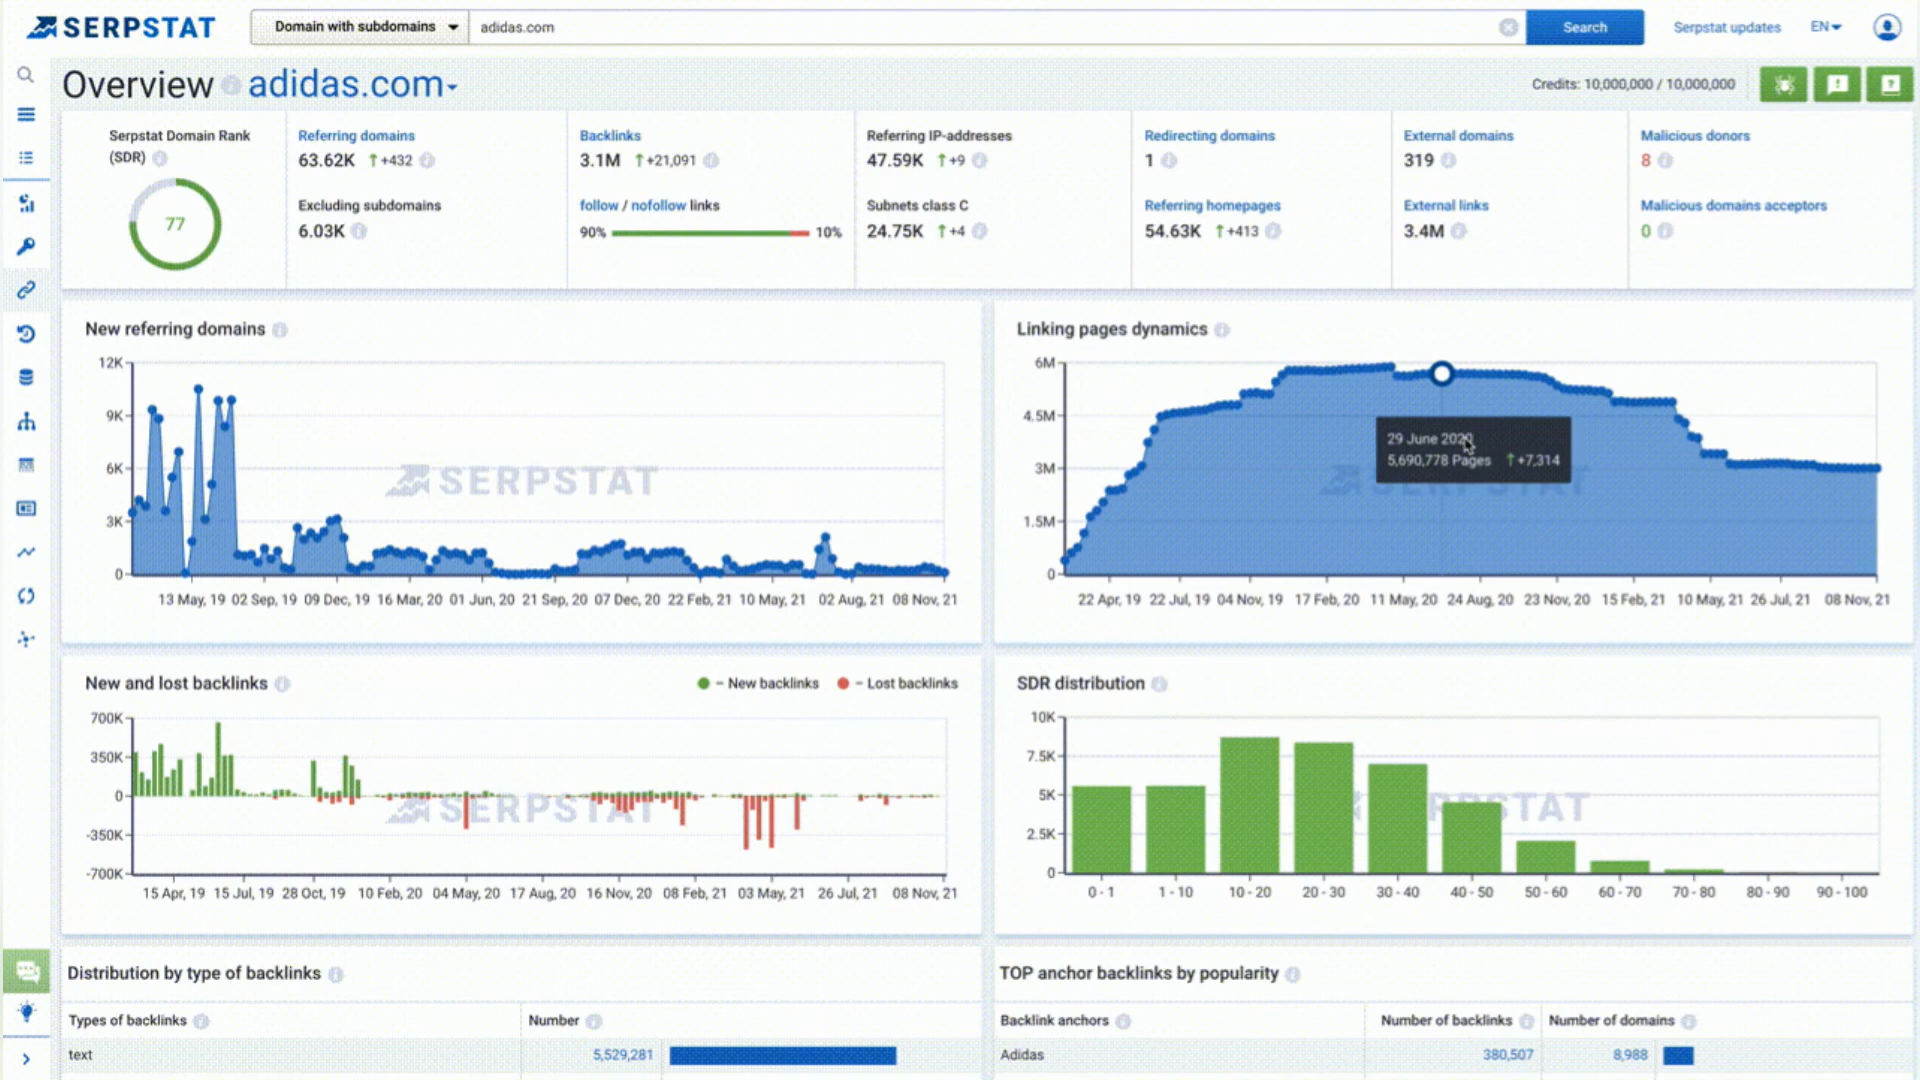 SERPSTAT
Domain with subdomains
adidas.com
Search
Serpstat updates
EN
Overview adidas.com
Credits: 10,000,000 / 10,000,000
Serpstat Domain Rank (SDR)
77
Referring domains
63.62K +432
Excluding subdomains
6.03K
Backlinks
3.1M +21,091
follow / nofollow links
90% 10%
Referring IP-addresses
47.59K +9
Subnets class C
24.75K +4
Redirecting domains
1
Referring homepages
54.63K +413
External domains
319
External links
3.4M
Malicious donors
8
Malicious domains acceptors
0
New referring domains
12K
9K
6K
3K
0
SERPSTAT
13 May, 19 02 Sep, 19 09 Dec, 19 16 Mar, 20 01 Jun, 20 21 Sep, 20 07 Dec, 20 22 Feb, 21 10 May, 21 02 Aug, 21 08 Nov, 21
Linking pages dynamics
6M
4.5M
3M
1.5M
0
29 June 2020
5,690,778 Pages +7,314
SERPSTAT
22 Apr, 19 22 Jul, 19 04 Nov, 19 17 Feb, 20 11 May, 20 24 Aug, 20 23 Nov, 20 15 Feb, 21 10 May, 21 26 Jul, 21 08 Nov, 21
New and lost backlinks
– New backlinks – Lost backlinks
700K
350K
0
-350K
-700K
SERPSTAT
15 Apr, 19 15 Jul, 19 28 Oct, 19 10 Feb, 20 04 May, 20 17 Aug, 20 16 Nov, 20 08 Feb, 21 03 May, 21 26 Jul, 21 08 Nov, 21
SDR distribution
10K
7.5K
5K
2.5K
0
SERPSTAT
0 - 1 1 - 10 10 - 20 20 - 30 30 - 40 40 - 50 50 - 60 60 - 70 70 - 80 80 - 90 90 - 100
Distribution by type of backlinks
Types of backlinks Number
text 5,529,281
TOP anchor backlinks by popularity
Backlink anchors Number of backlinks Number of domains
Adidas 380,507 8,988